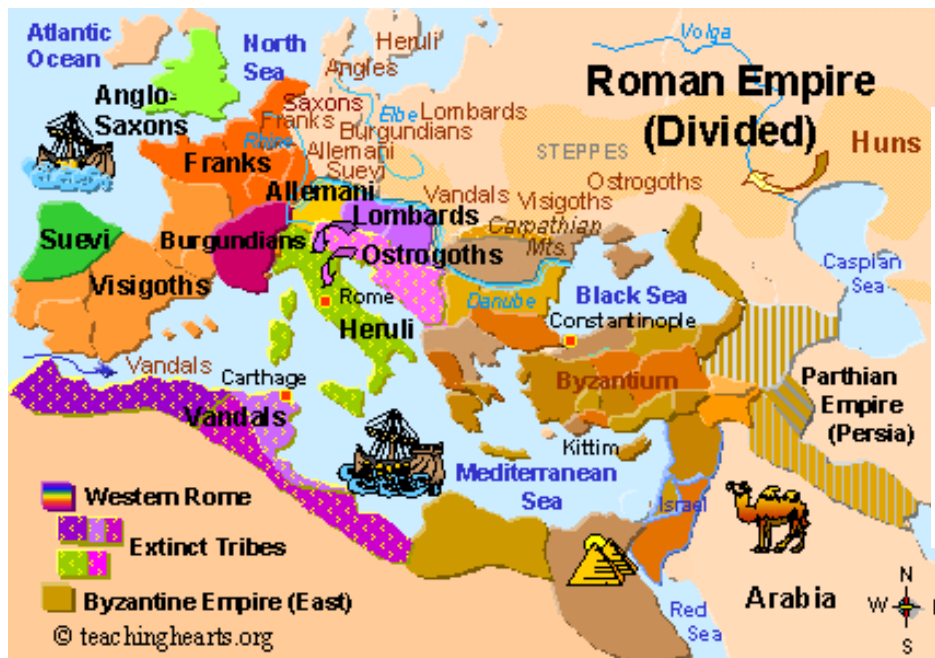 Atlantic
Ocean
North
Sea
Heruli
Volga
Angles
Roman Empire
(Divided)
Anglo-
Saxons
Saxons
Franks
Elbe
Lombards
Burgundians
Rhine
Allemani
Suevi
STEPPES
Huns
Franks
Allemani
Vandals
Visigoths
Ostrogoths
Lombards
Carpathian
Mts.
Suevi
Burgundians
Ostrogoths
Visigoths
Rome
Danube
Black Sea
Caspian
Sea
Heruli
Constantinople
Vandals
Carthage
Byzantium
Parthian
Empire
(Persia)
Vandals
Kittim
Mediterranean
Sea
Israel
Western Rome
Extinct Tribes
Byzantine Empire (East)
Arabia
Red
Sea
N
W
S
© teachinghearts.org